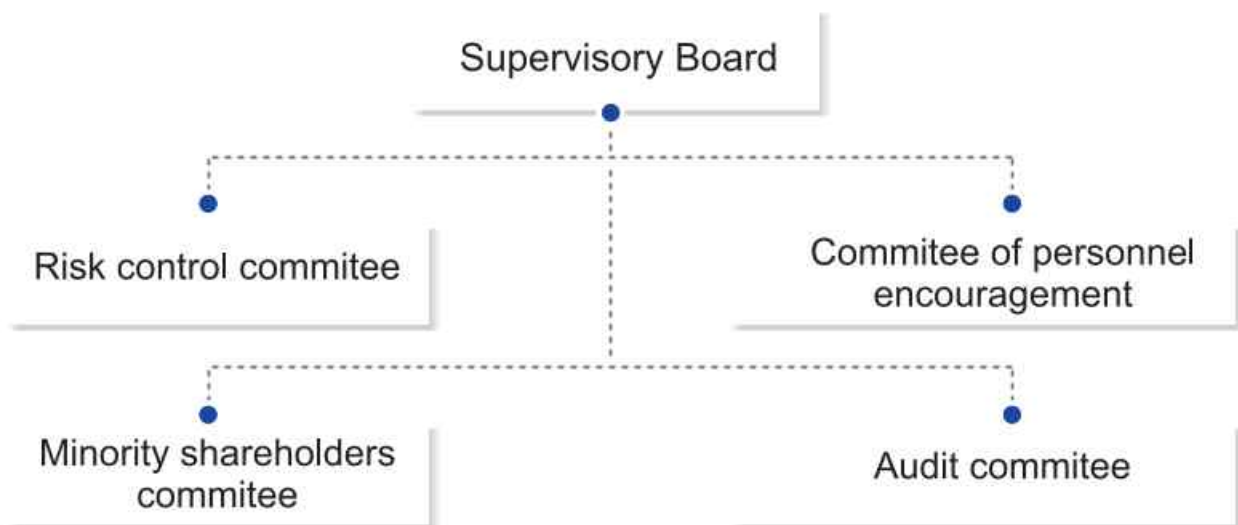 Supervisory Board
Risk control commitee
Commitee of personnel
encouragement
Minority shareholders
commitee
Audit commitee